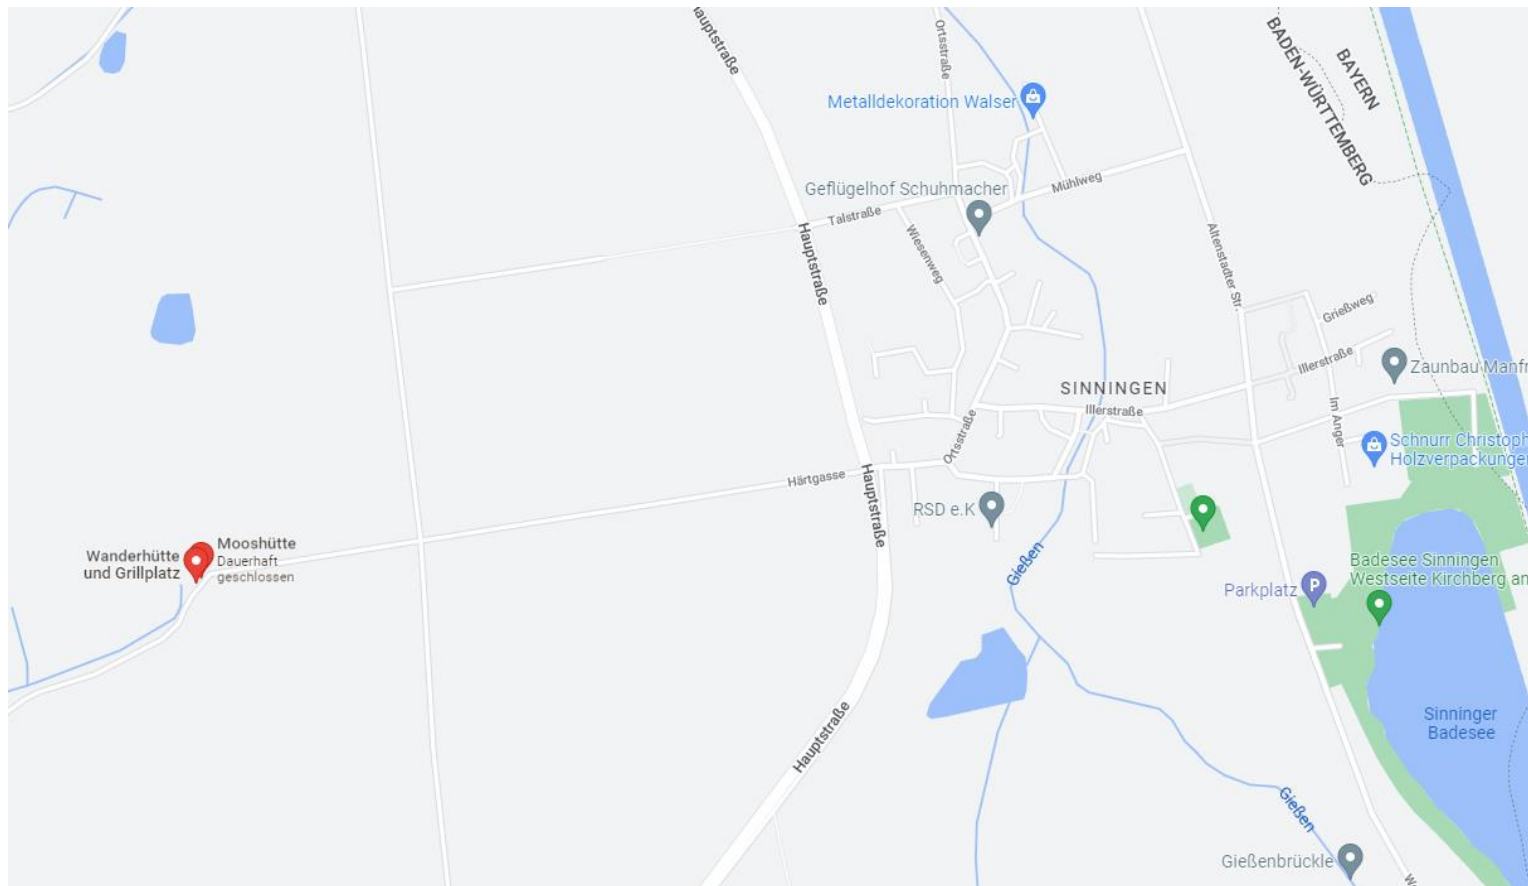 Hauptstraße
Ortsstraße
BAYERN
BADEN-WÜRTTEMBERG
Metalldekoration Walser
Mühlweg
Geflügelhof Schuhmacher
Talstraße
Wiesenweg
Hauptstraße
Altenstadter Str.
Grießweg
Illerstraße
Zaunbau Manfr
SINNINGEN
Illerstraße
Im Anger
Ortsstraße
Schnurr Christoph
Holzverpackungen
Härtgasse
Hauptstraße
RSD e.K
Gießen
Mooshütte
Dauerhaft
geschlossen
Wanderhütte
und Grillplatz
Badesee Sinningen
Westseite Kirchberg an
Parkplatz
P
Hauptstraße
Sinninger
Badesee
Gießen
Gießenbrückle